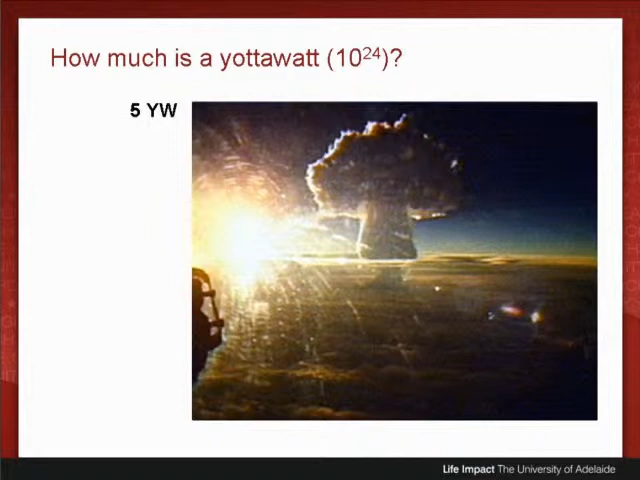 How much is a yottawatt (10²⁴)?
5 YW
Life Impact The University of Adelaide